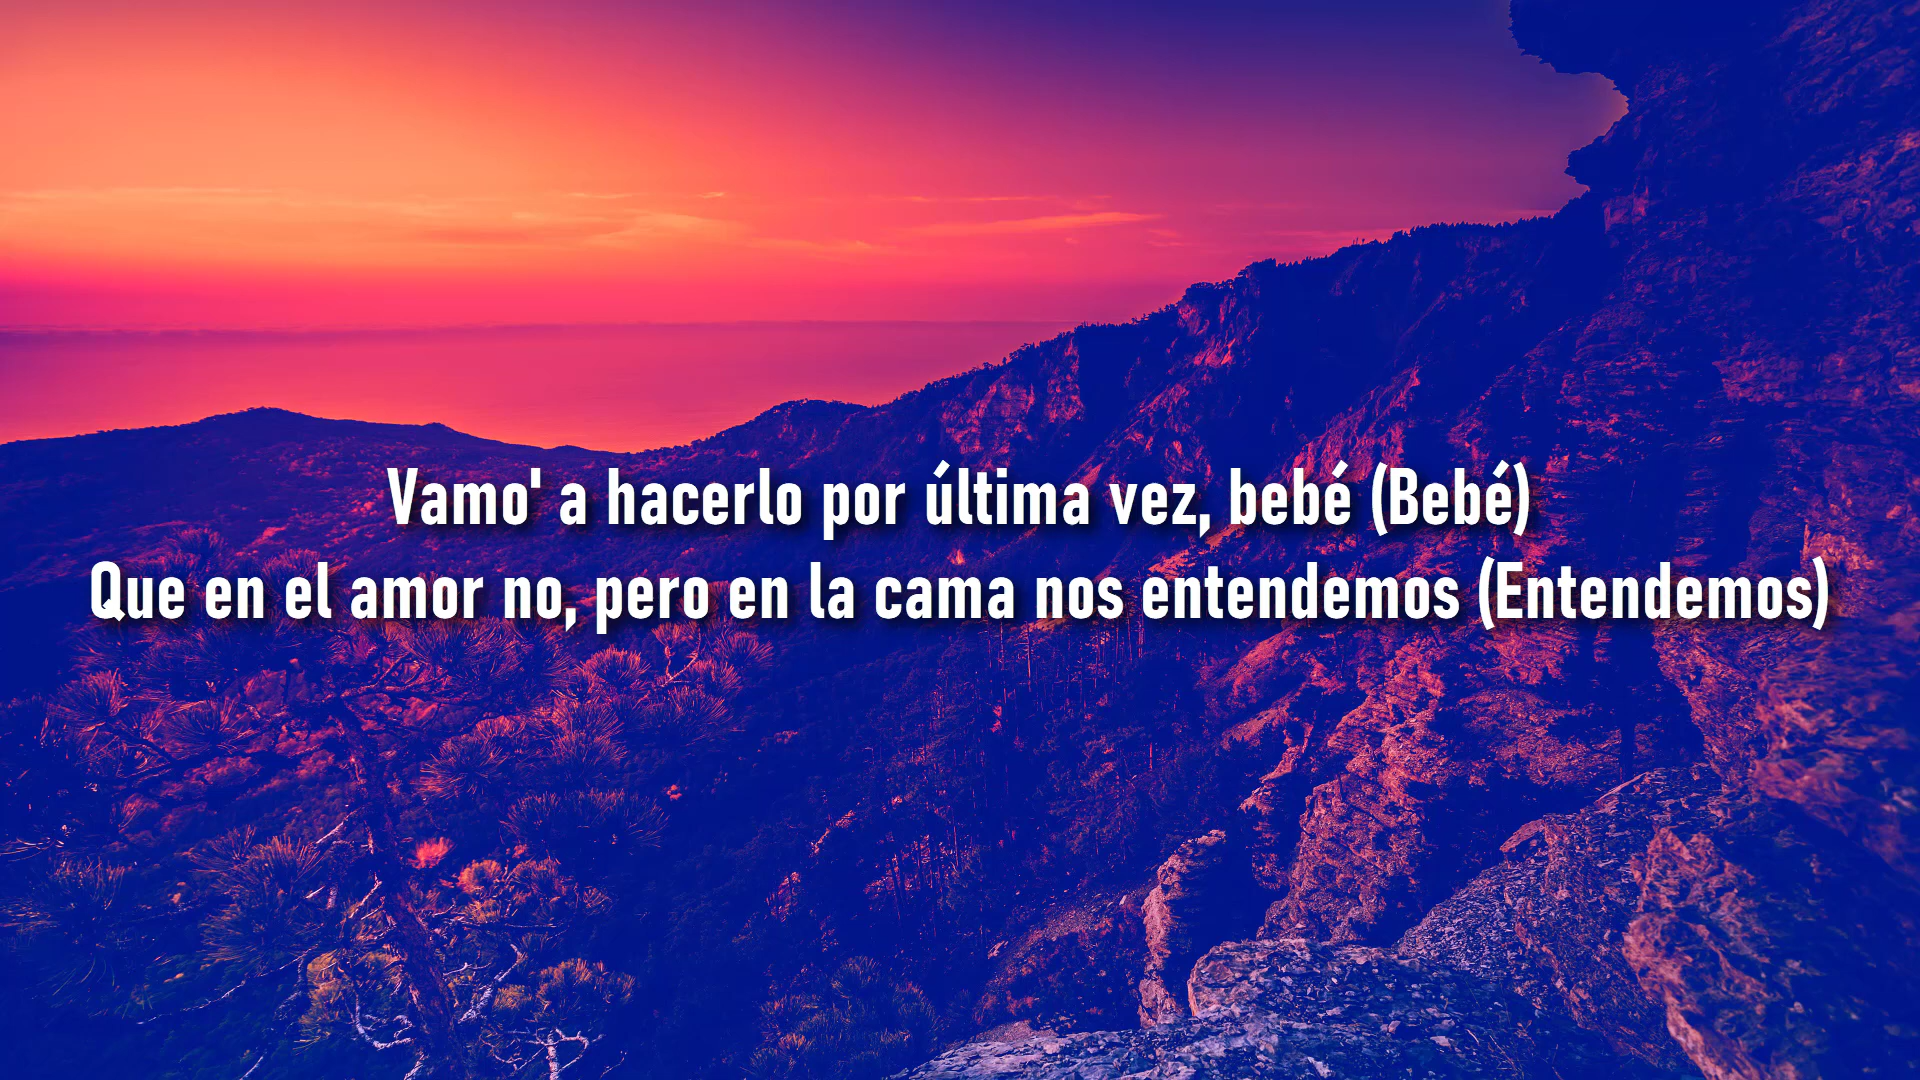 Vamo' a hacerlo por última vez, bebé (Bebé)
Que en el amor no, pero en la cama nos entendemos (Entendemos)